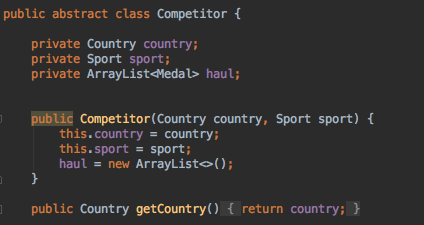 public abstract class Competitor {
private Country country;
private Sport sport;
private ArrayList<Medal> haul;
public Competitor(Country country, Sport sport) {
this.country = country;
this.sport = sport;
haul = new ArrayList<>();
}
public Country getCountry() { return country; }